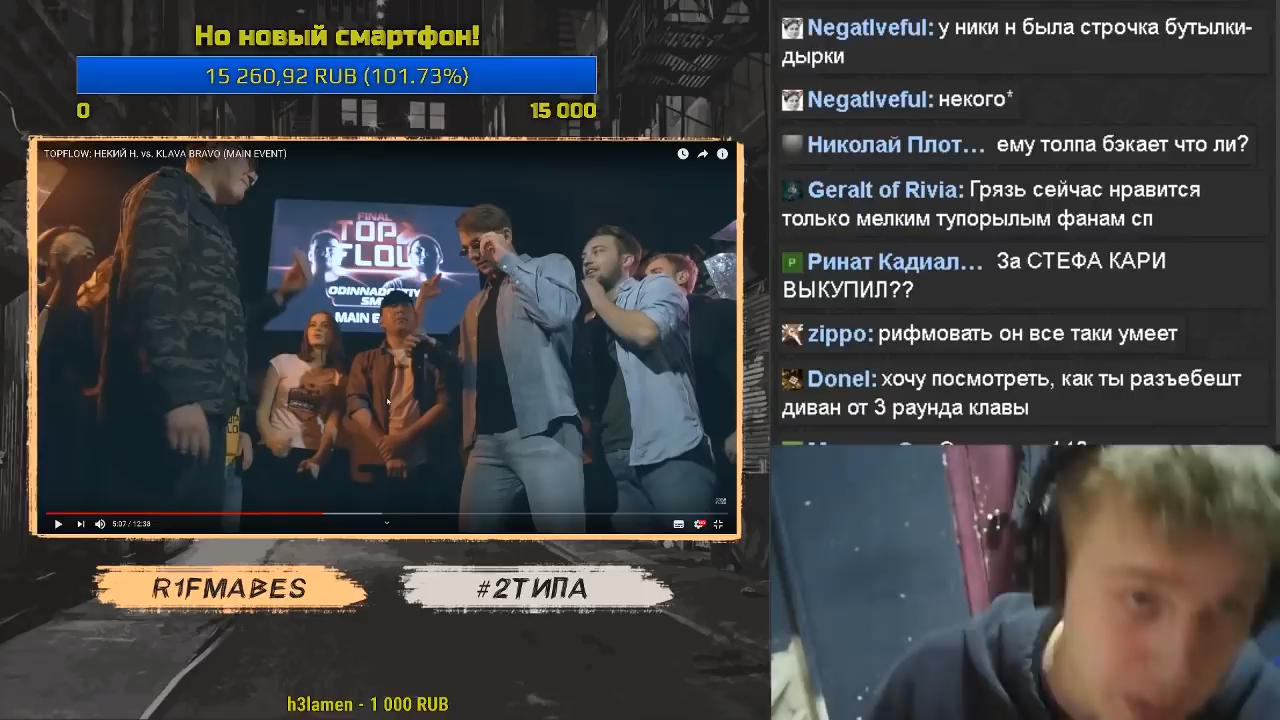 Но новый смартфон!
15 260,92 RUB (101.73%)
0
15 000
TOPFLOW: НЕКИЙ Н. vs. KLAVA BRAVO (MAIN EVENT)
FINAL
TOP
FLOW
MAIN E
5:07 / 12:38
R1FMABES
#2ТИПА
h3lamen - 1 000 RUB
NegatIveful: у ники н была строчка бутылки-
дырки
NegatIveful: некого*
Николай Плот... ему толпа бэкает что ли?
Geralt of Rivia: Грязь сейчас нравится
только мелким тупорылым фанам сп
Р Ринат Кадиал... За СТЕФА КАРИ
ВЫКУПИЛ??
zippo: рифмовать он все таки умеет
Donel: хочу посмотреть, как ты разъебешт
диван от 3 раунда клавы